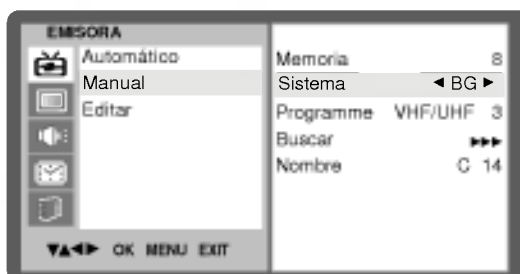 EMISORA
Automático
Manual
Editar
▼▲◄► OK MENU EXIT
Memoria 8
Sistema ◄ BG ►
Programme VHF/UHF 3
Buscar ►►►
Nombre C 14